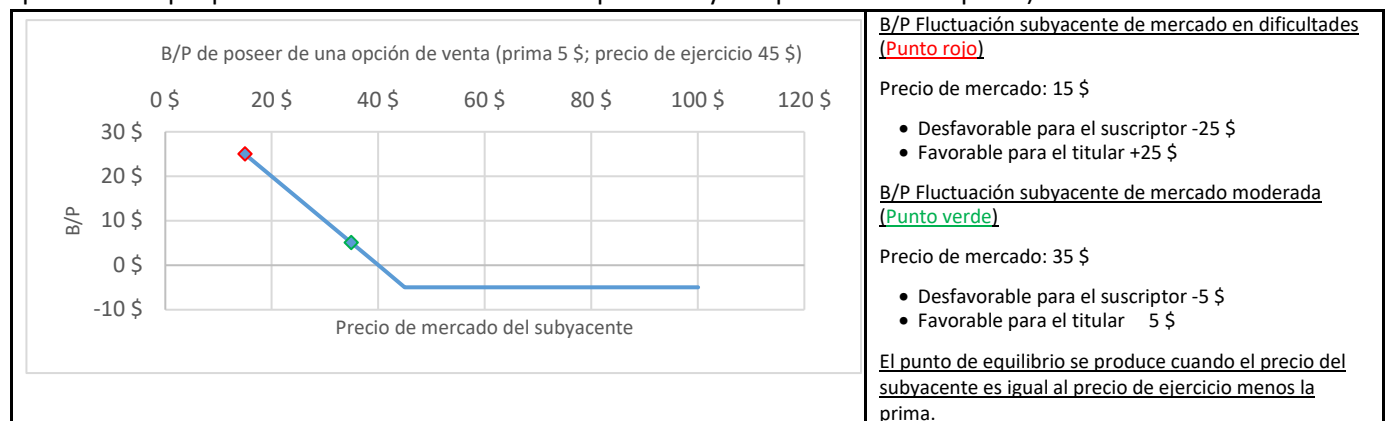 B/P de poseer de una opción de venta (prima 5 $; precio de ejercicio 45 $)
0 $ 20 $ 40 $ 60 $ 80 $ 100 $ 120 $
30 $
20 $
10 $
0 $
-10 $
B/P
Precio de mercado del subyacente
B/P Fluctuación subyacente de mercado en dificultades
(Punto rojo)
Precio de mercado: 15 $
• Desfavorable para el suscriptor -25 $
• Favorable para el titular +25 $
B/P Fluctuación subyacente de mercado moderada
(Punto verde)
Precio de mercado: 35 $
• Desfavorable para el suscriptor -5 $
• Favorable para el titular 5 $
El punto de equilibrio se produce cuando el precio del
subyacente es igual al precio de ejercicio menos la
prima.